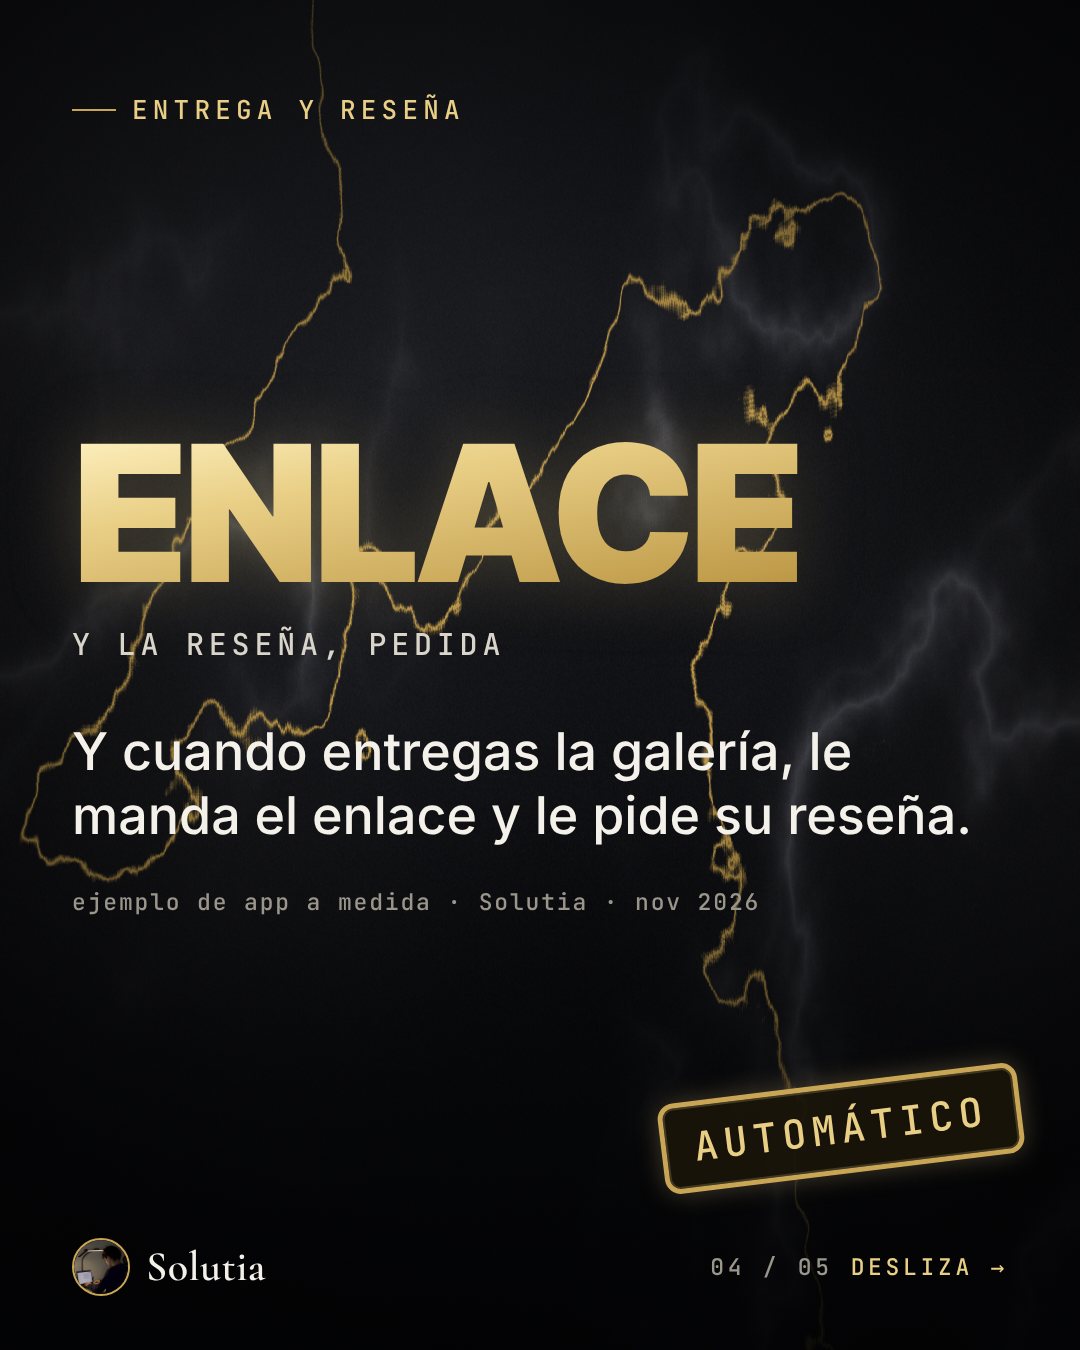 ENTREGA Y RESEÑA
ENLACE
Y LA RESEÑA, PEDIDA
Y cuando entregas la galería, le
manda el enlace y le pide su reseña.
ejemplo de app a medida · Solutia · nov 2026
AUTOMÁTICO
Solutia
04 / 05 DESLIZA →